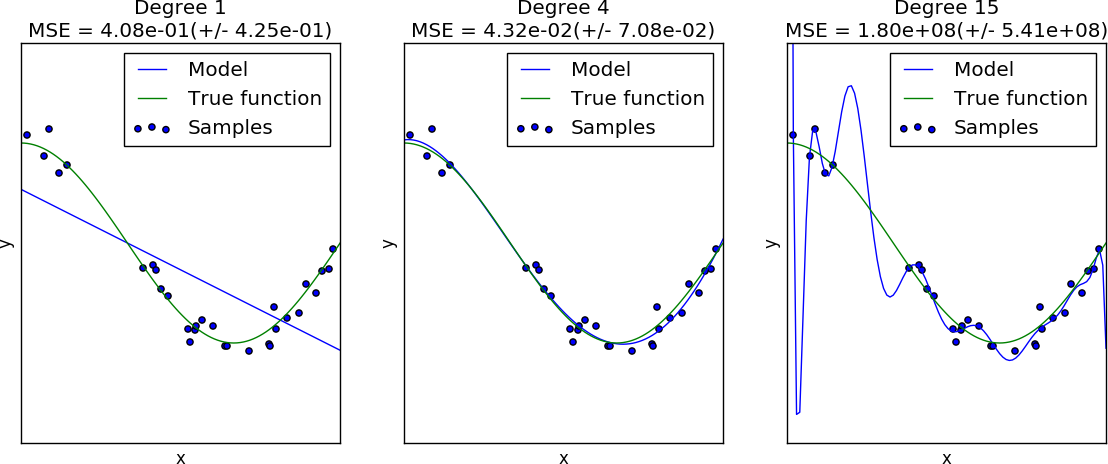 Degree 1
MSE = 4.08e-01(+/- 4.25e-01)
Model
True function
Samples
y
x
Degree 4
MSE = 4.32e-02(+/- 7.08e-02)
Model
True function
Samples
y
x
Degree 15
MSE = 1.80e+08(+/- 5.41e+08)
Model
True function
Samples
y
x